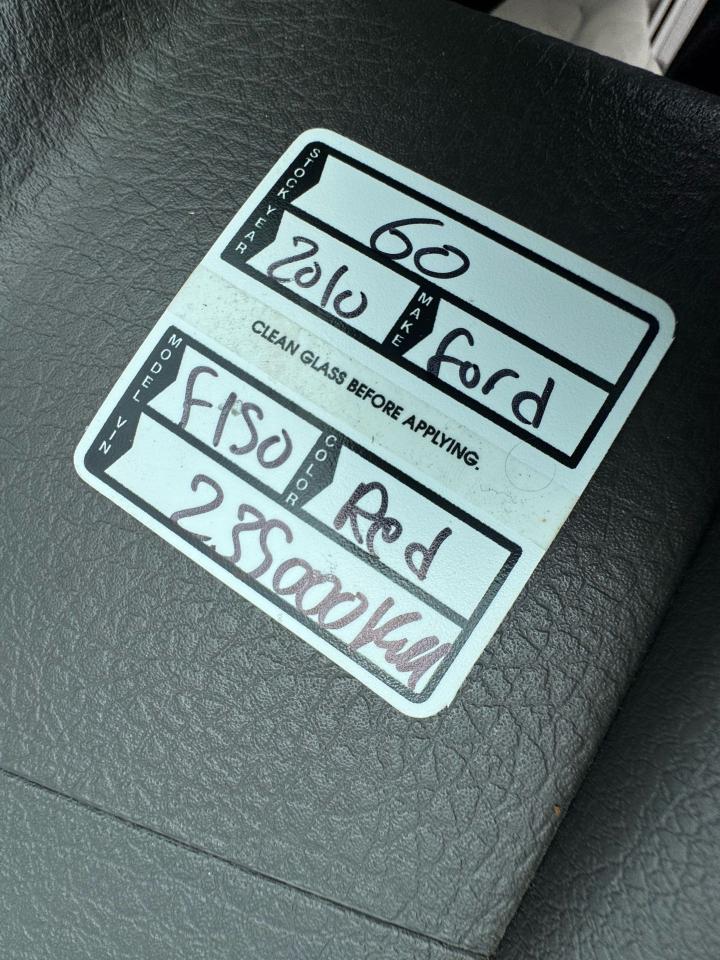 STOCK 60
YEAR 2010 MAKE Ford
CLEAN GLASS BEFORE APPLYING.
MODEL F150 COLOR Red
VIN 235000KM